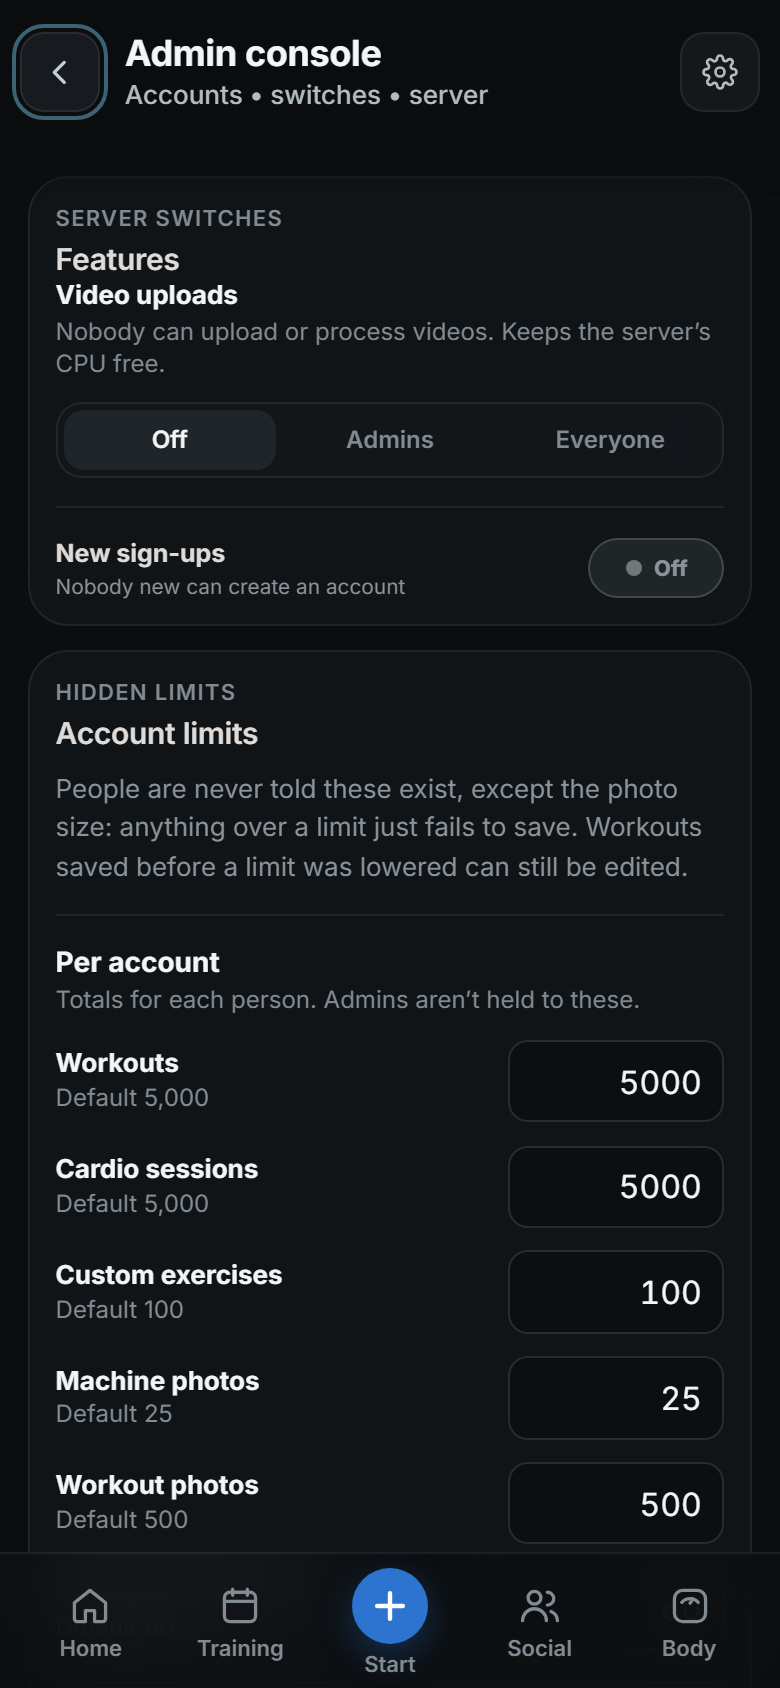 Admin console
Accounts • switches • server
SERVER SWITCHES
Features
Video uploads
Nobody can upload or process videos. Keeps the server’s
CPU free.
Off
Admins
Everyone
New sign-ups
Nobody new can create an account
Off
HIDDEN LIMITS
Account limits
People are never told these exist, except the photo
size: anything over a limit just fails to save. Workouts
saved before a limit was lowered can still be edited.
Per account
Totals for each person. Admins aren’t held to these.
Workouts
Default 5,000
5000
Cardio sessions
Default 5,000
5000
Custom exercises
Default 100
100
Machine photos
Default 25
25
Workout photos
Default 500
500
Home
Training
Start
Social
Body